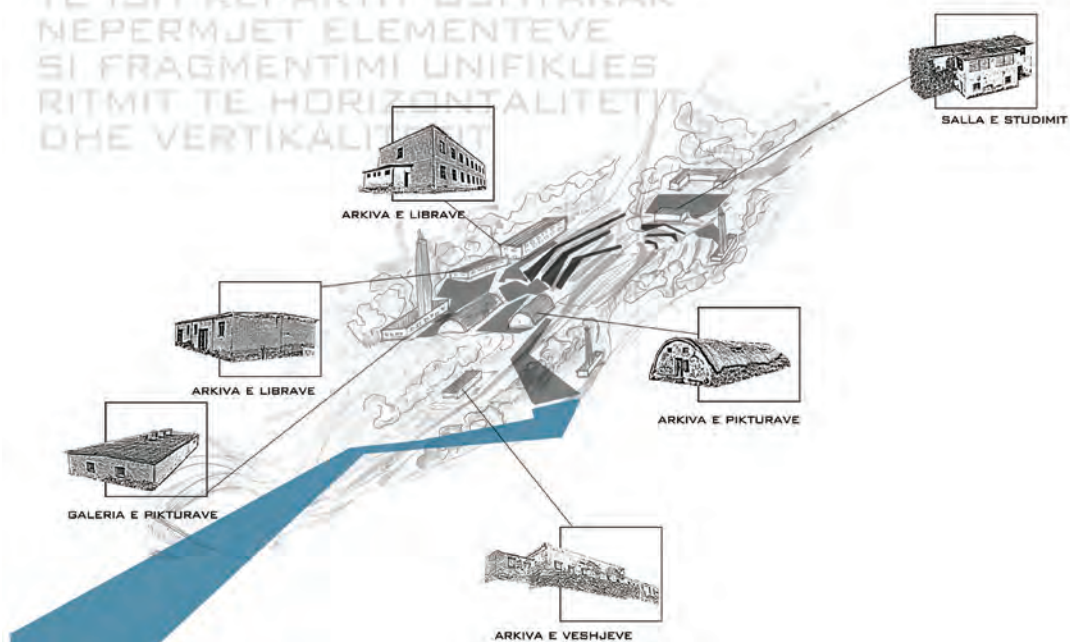 NEPERMJET ELEMENTEVE
SI FRAGMENTIMI UNIFIKUES
RITMIT TE HORIZONTALITETIT
DHE
SALLA E STUDIMIT
ARKIVA E LIBRAVE
ARKIVA E LIBRAVE
ARKIVA E PIKTURAVE
GALERIA E PIKTURAVE
ARKIVA E VESHJEVE